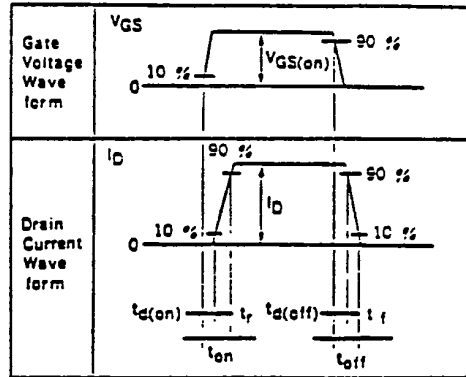 Gate
Voltage
Wave
form
VGS
10 %
0
VGS(on)
90 %
Drain
Current
Wave
form
ID
90 %
10 %
0
ID
90 %
10 %
td(on)
tr
td(off)
tf
ton
toff